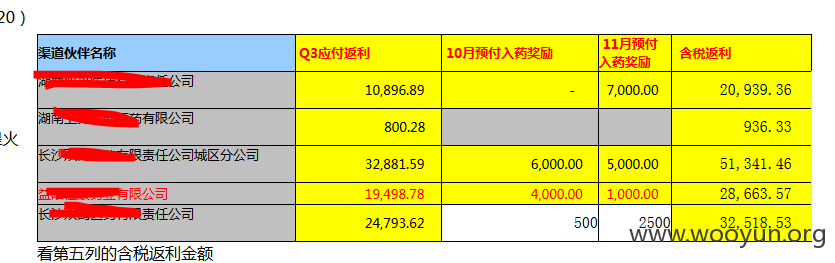 20）
渠道伙伴名称 Q3应付返利 10月预付入药奖励 11月预付入药奖励 含税返利
湖南 任公司 10,896.89 - 7,000.00 20,939.36
湖南 药有限公司 800.28 936.33
火
长沙 有限责任公司城区分公司 32,881.59 6,000.00 5,000.00 51,341.46
益 有限公司 19,498.78 4,000.00 1,000.00 28,663.57
长沙 有限责任公司 24,793.62 500 2500 32,518.53
www.wooyun.org
看第五列的含税返利金额